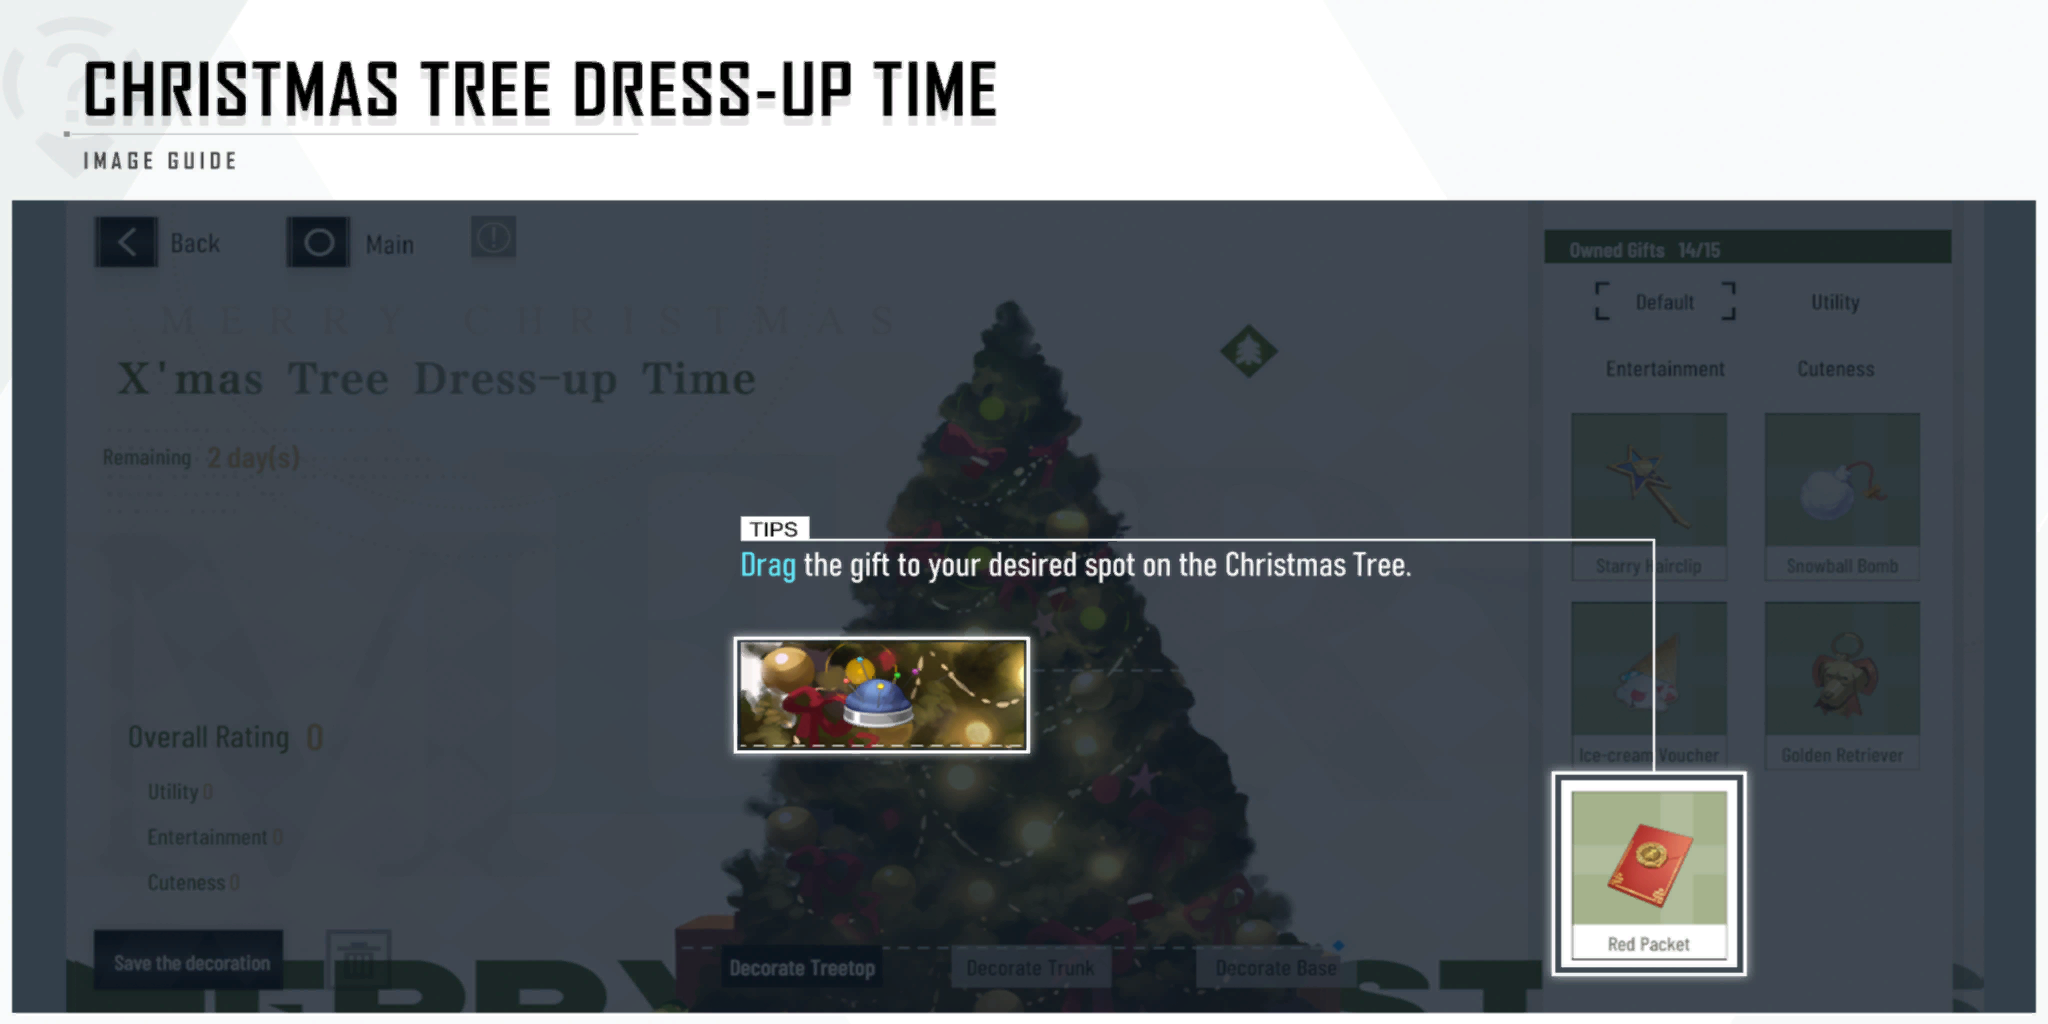 CHRISTMAS TREE DRESS-UP TIME
IMAGE GUIDE
Back
Main
MERRY CHRISTMAS
X'mas Tree Dress-up Time
Remaining 2 day(s)
Owned Gifts 14/15
Default
Utility
Entertainment
Cuteness
Starry Hairclip
Snowball Bomb
Ice-cream Voucher
Golden Retriever
Red Packet
TIPS
Drag the gift to your desired spot on the Christmas Tree.
Overall Rating 0
Utility 0
Entertainment 0
Cuteness 0
Save the decoration
Decorate Treetop
Decorate Trunk
Decorate Base